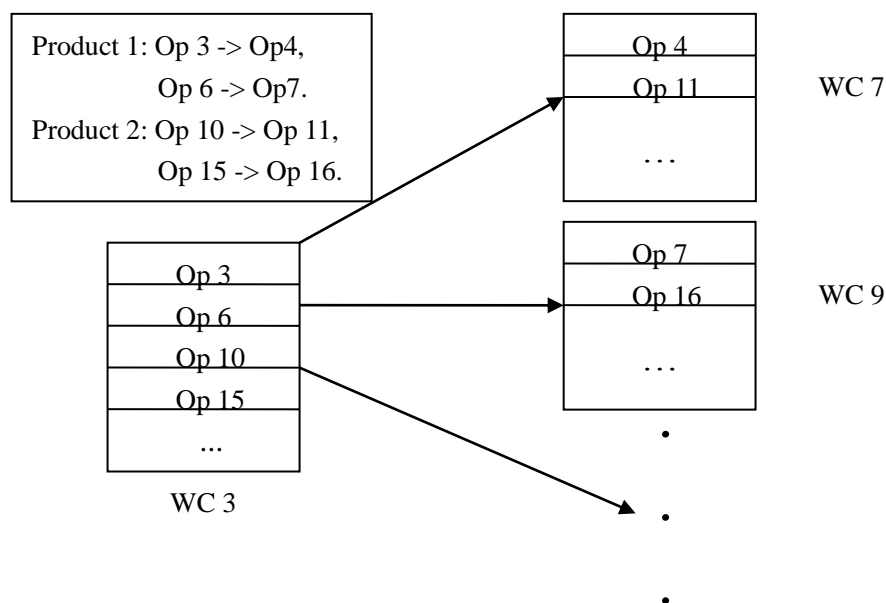 Product 1: Op 3 -> Op4,
Op 6 -> Op7.
Product 2: Op 10 -> Op 11,
Op 15 -> Op 16.
Op 4
Op 11
...
WC 7
Op 7
Op 16
...
WC 9
Op 3
Op 6
Op 10
Op 15
...
WC 3